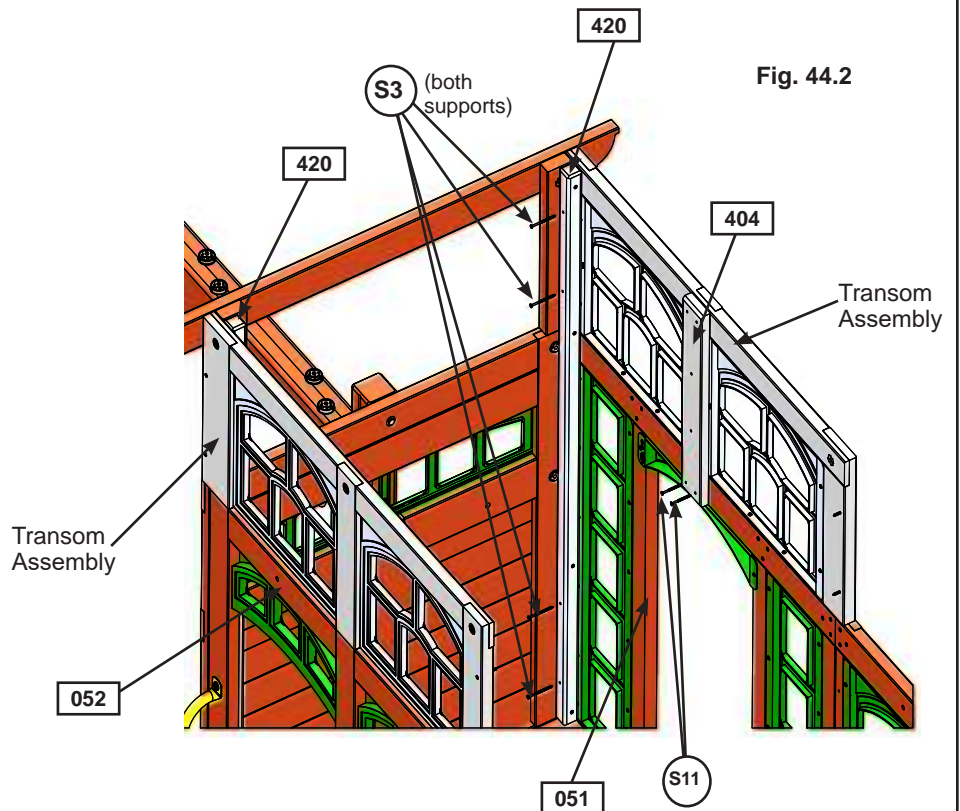 420
Fig. 44.2
S3
(both
supports)
420
404
Transom
Assembly
Transom
Assembly
052
S11
051